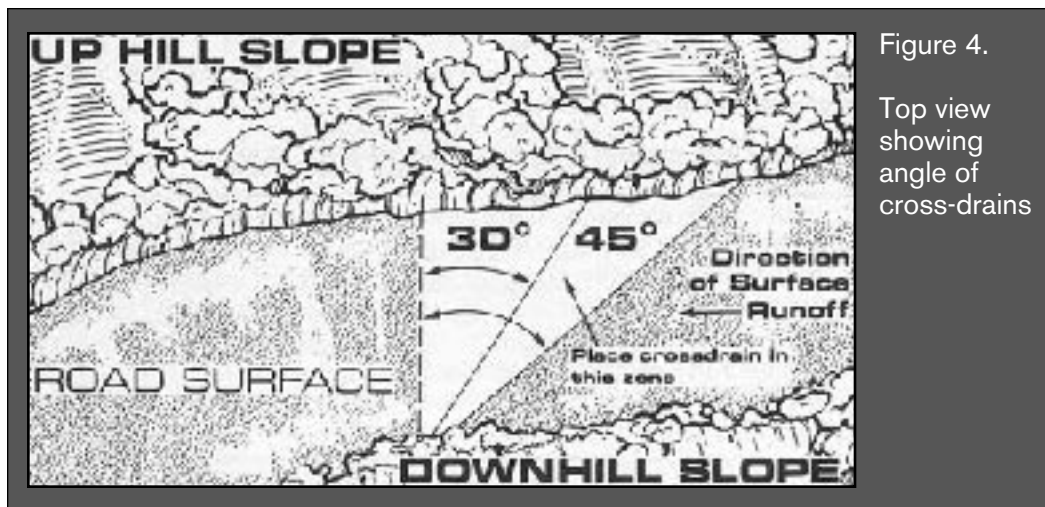 UP HILL SLOPE
30° 45°
Direction
of Surface
Runoff
Place crossdrain in
this zone
ROAD SURFACE
DOWNHILL SLOPE
Figure 4.
Top view
showing
angle of
cross-drains